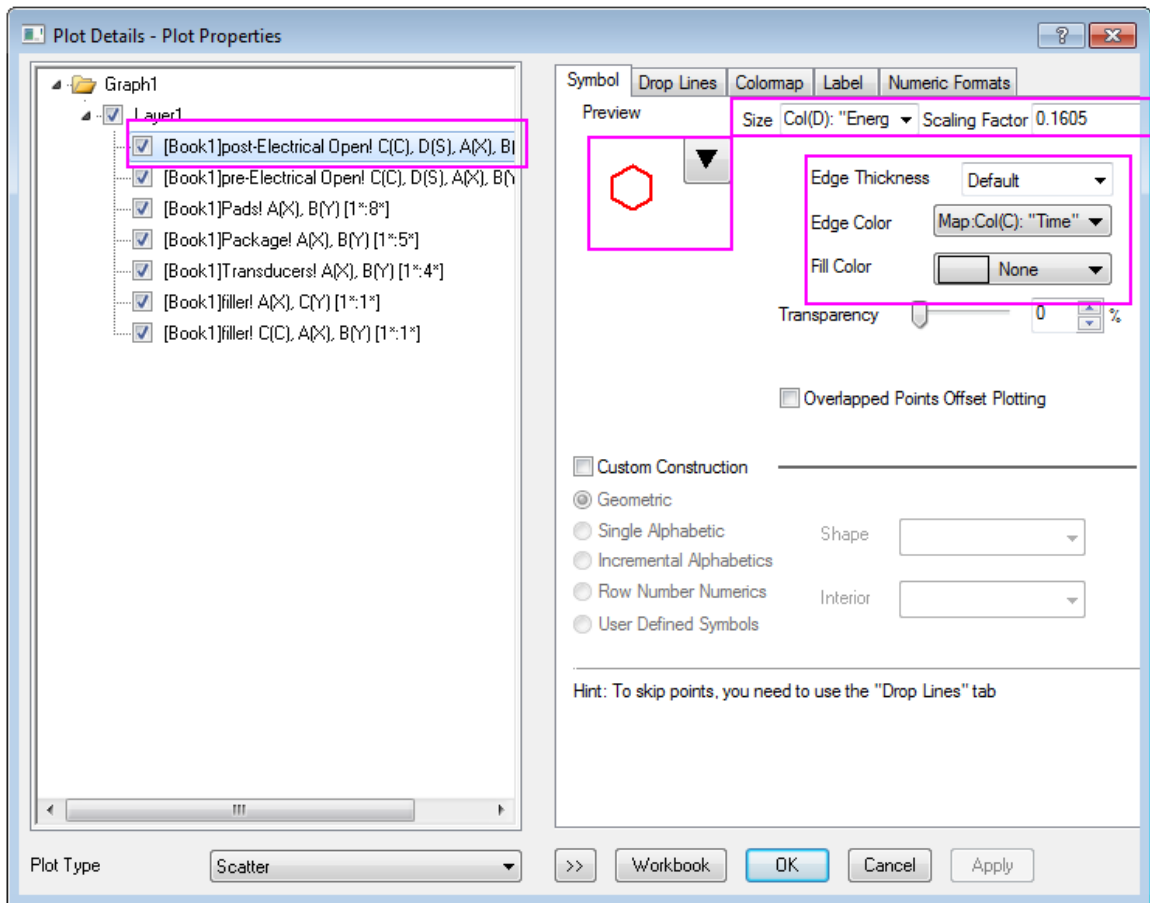 Plot Details - Plot Properties
Graph1
Layer1
[Book1]post-Electrical Open! C(C), D(S), A(X), B(
[Book1]pre-Electrical Open! C(C), D(S), A(X), B(Y
[Book1]Pads! A(X), B(Y) [1*:8*]
[Book1]Package! A(X), B(Y) [1*:5*]
[Book1]Transducers! A(X), B(Y) [1*:4*]
[Book1]filler! A(X), C(Y) [1*:1*]
[Book1]filler! C(C), A(X), B(Y) [1*:1*]
Plot Type
Scatter
Symbol Drop Lines Colormap Label Numeric Formats
Preview
Size Col(D): "Energ Scaling Factor 0.1605
Edge Thickness Default
Edge Color Map:Col(C): "Time"
Fill Color None
Transparency 0 %
Overlapped Points Offset Plotting
Custom Construction
Geometric
Single Alphabetic
Incremental Alphabetics
Row Number Numerics
User Defined Symbols
Shape
Interior
Hint: To skip points, you need to use the "Drop Lines" tab
>> Workbook OK Cancel Apply